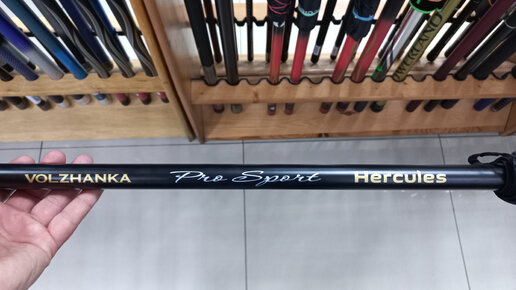 VOLZHANKA Pro Sport Hercules